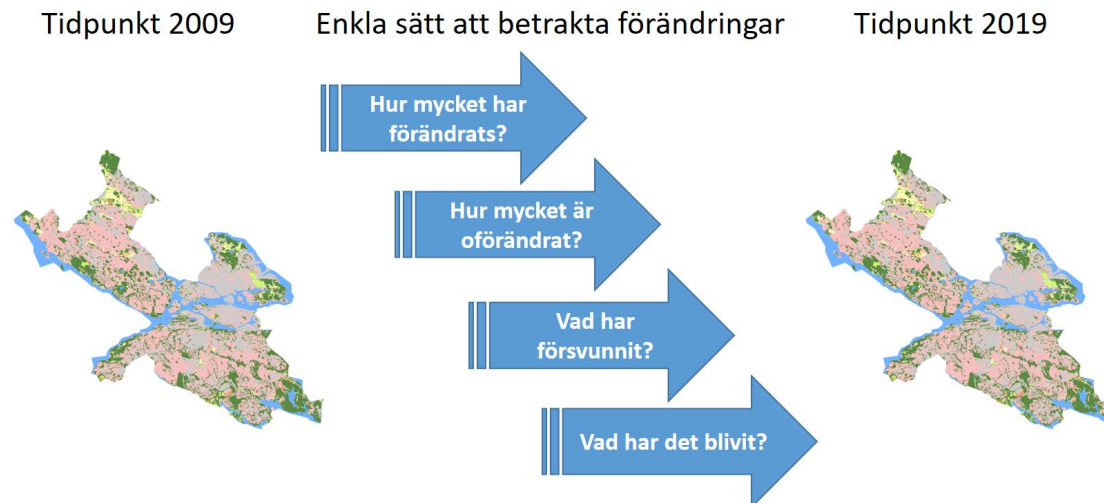 Tidpunkt 2009
Enkla sätt att betrakta förändringar
Tidpunkt 2019
Hur mycket har
förändrats?
Hur mycket är
oförändrat?
Vad har
försvunnit?
Vad har det blivit?